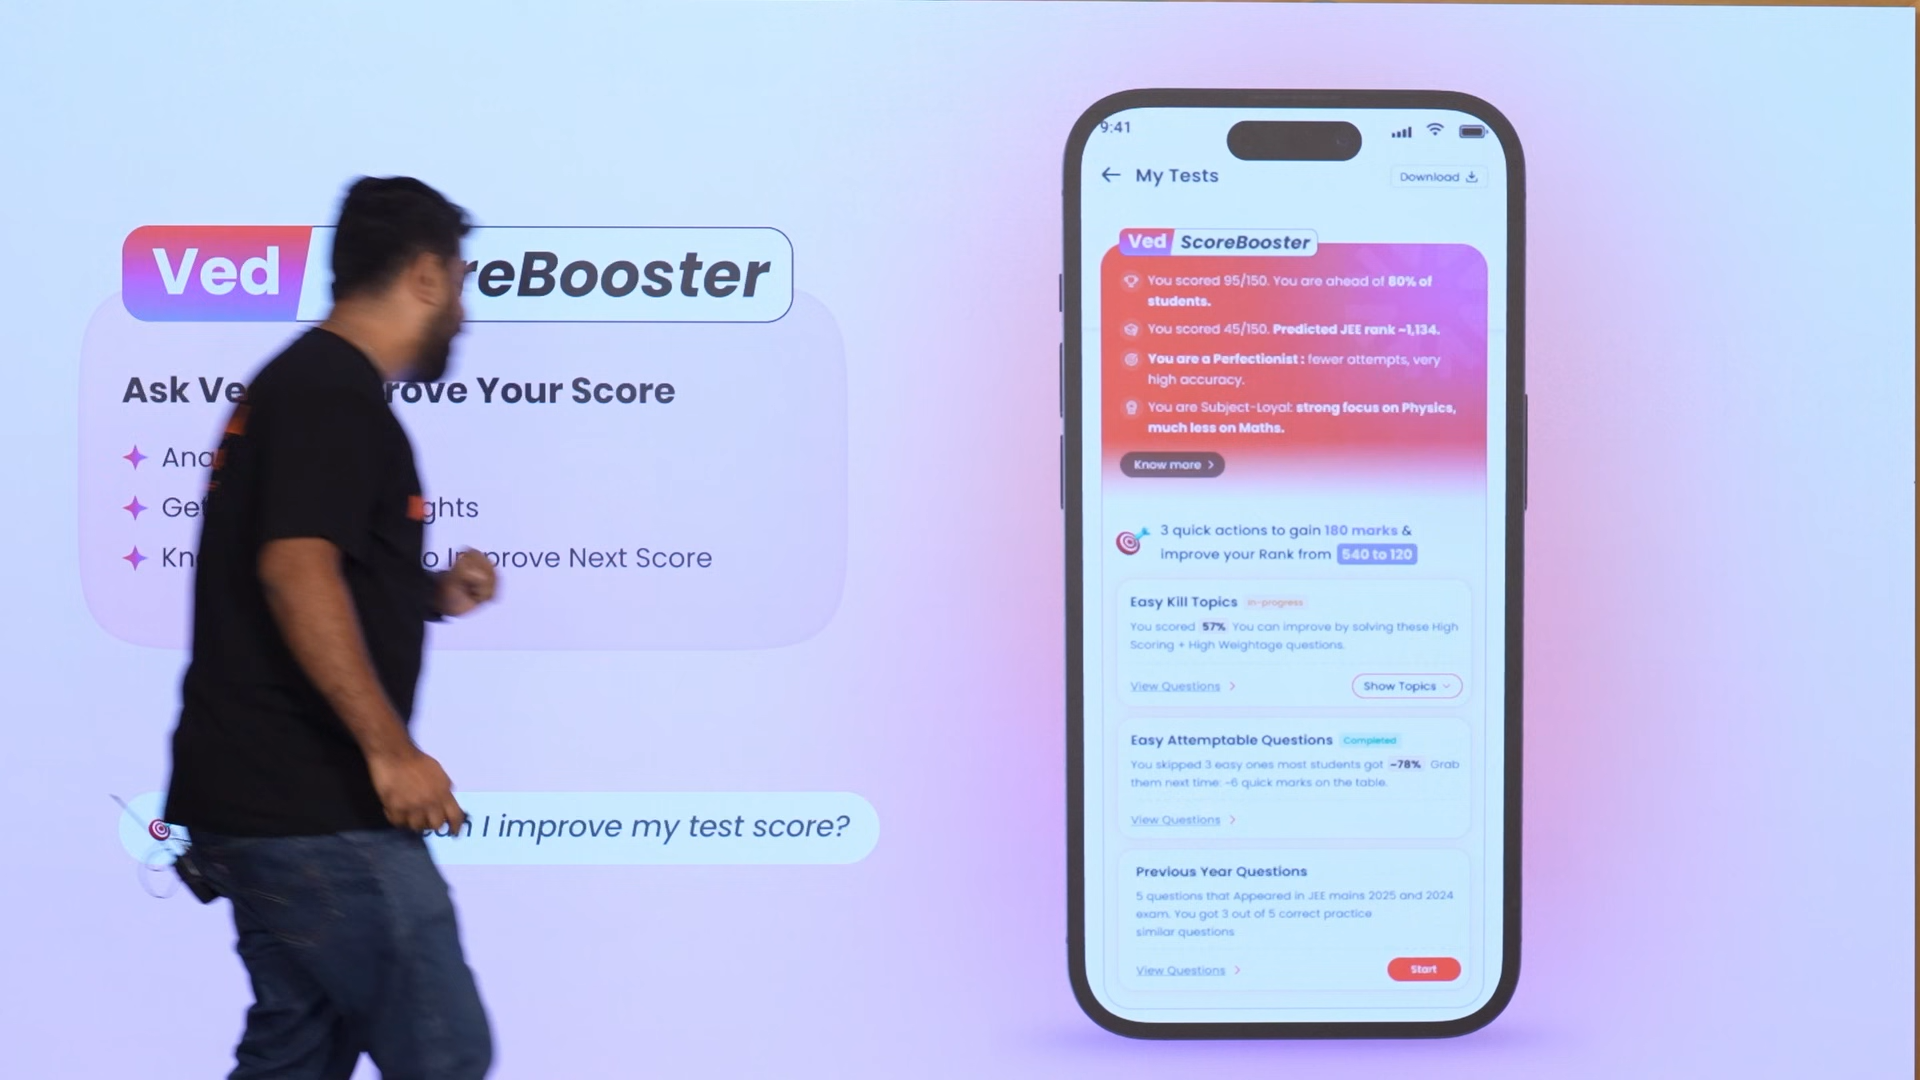 Ved
reBooster
Ask Ve
rove Your Score
Ana
Get
ghts
Kn
o Improve Next Score
can I improve my test score?
9:41
My Tests
Download
Ved ScoreBooster
You scored 95/150. You are ahead of 80% of
students.
You scored 45/150. Predicted JEE rank ~1,134.
You are a Perfectionist : fewer attempts, very
high accuracy.
You are Subject-Loyal: strong focus on Physics,
much less on Maths.
Know more
3 quick actions to gain 180 marks &
improve your Rank from 540 to 120
Easy Kill Topics In-progress
You scored 57% You can improve by solving these High
Scoring + High Weightage questions.
View Questions
Show Topics
Easy Attemptable Questions Completed
You skipped 3 easy ones most students got ~78% Grab
them next time: ~6 quick marks on the table.
View Questions
Previous Year Questions
5 questions that Appeared in JEE mains 2025 and 2024
exam. You got 3 out of 5 correct practice
similar questions
View Questions
Start